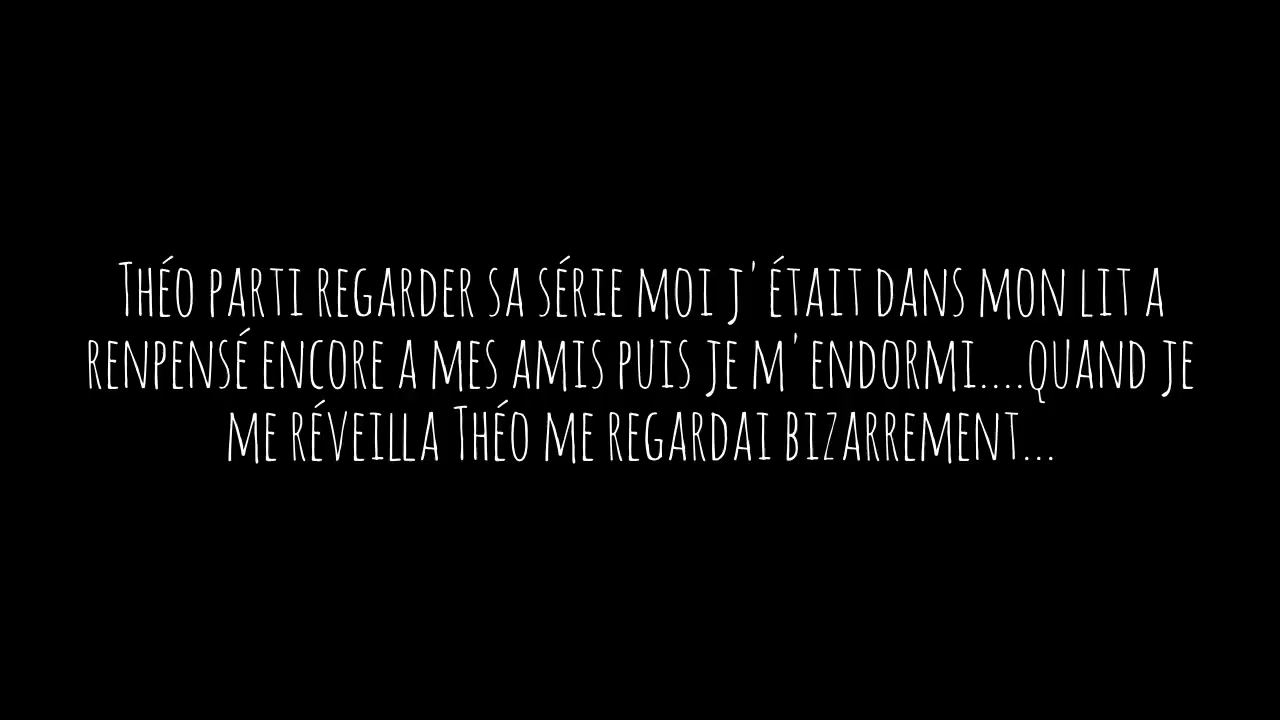 Théo parti regarder sa série moi j'était dans mon lit a
renpensé encore a mes amis puis je m'endormi....quand je
me réveilla Théo me regardai bizarrement...